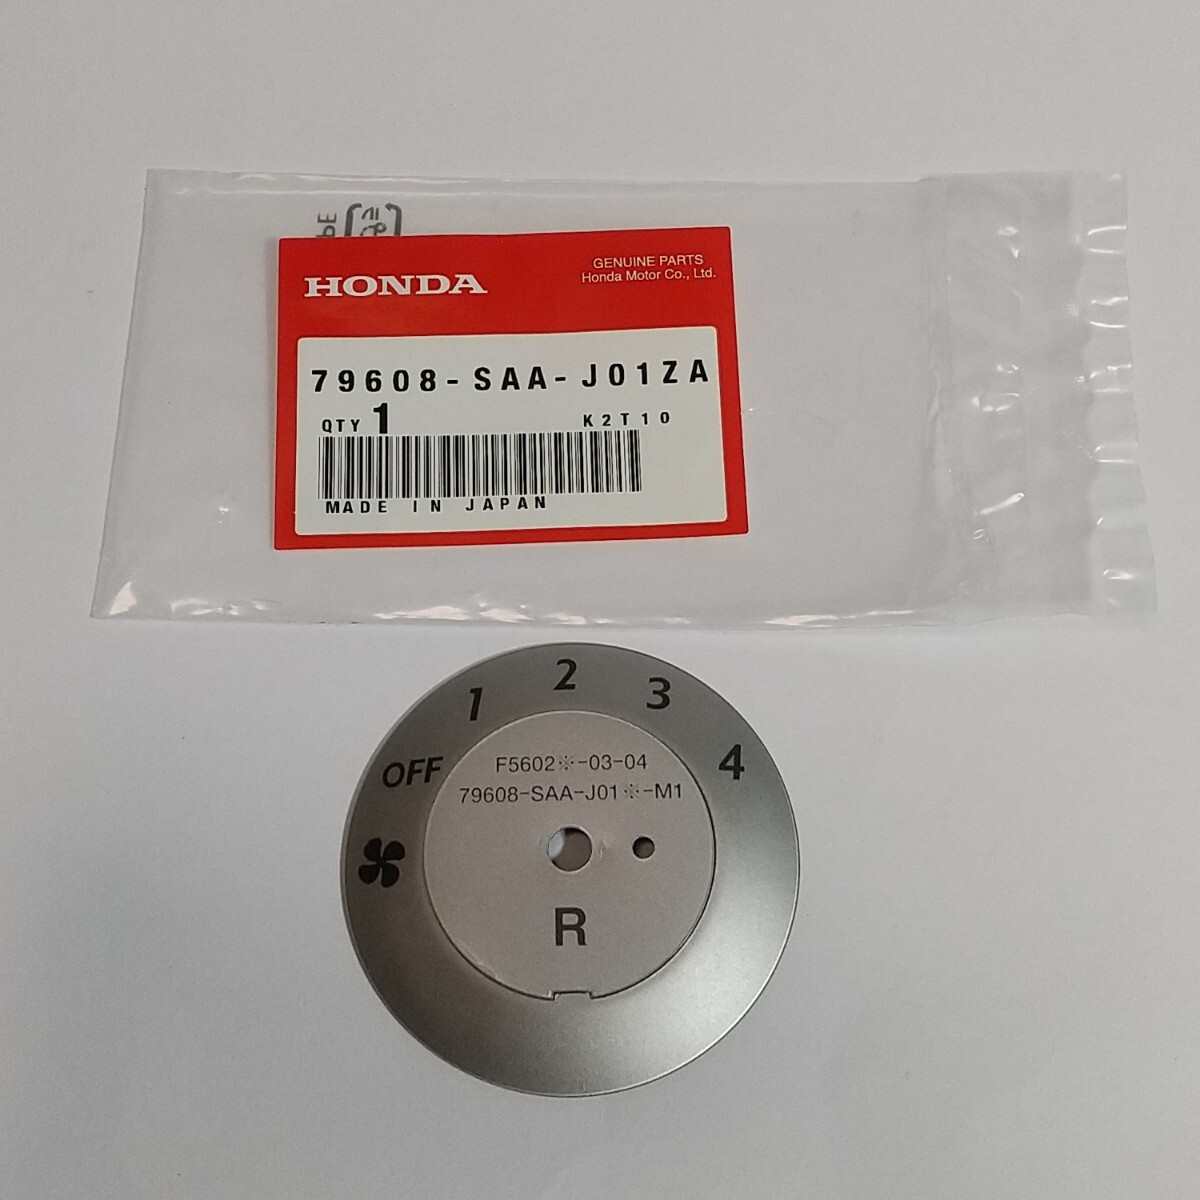 HONDA
GENUINE PARTS
Honda Motor Co., Ltd.
79608-SAA-J01ZA
QTY 1
K2T10
MADE IN JAPAN
OFF 1 2 3 4
F5602※-03-04
79608-SAA-J01※-M1
R